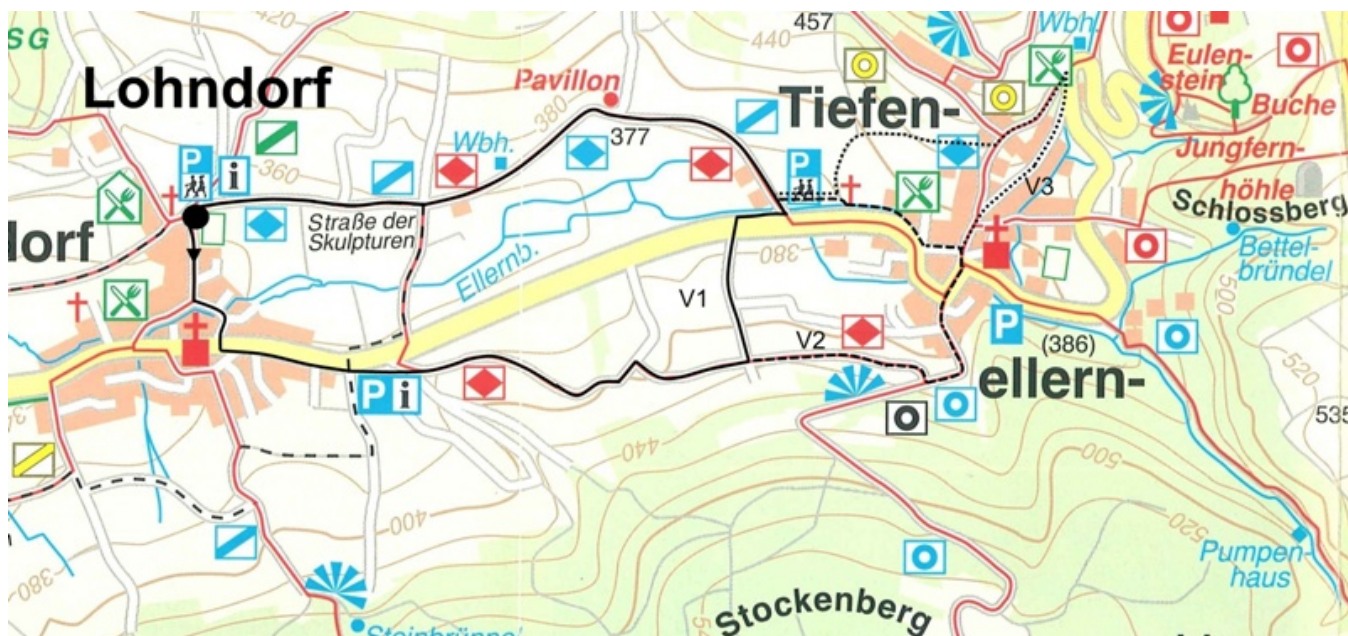 SG
420
440
457
Wbh.
Lohndorf
Pavillon
Eulen-
stein
Buche
380
377
Tiefen-
P
i
360
Wbh.
P
Jungfern-
höhle
V3
Schlossberg
dorf
Straße der
Skulpturen
Ellernb.
380
Bettel-
bründel
500
V1
V2
P
(386)
P i
ellern-
520
535
440
500
400
520
380
Pumpen-
haus
Stockenberg
Steinbrünnel